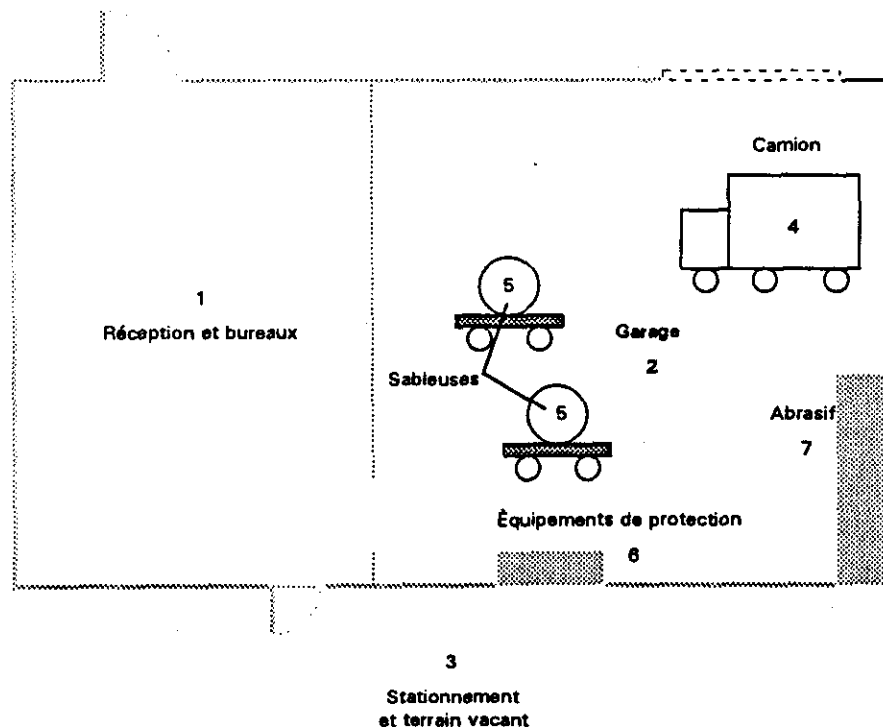 Camion
4
5
1
Réception et bureaux
Garage
2
Sableuses
5
Abrasif
7
Équipements de protection
6
3
Stationnement
et terrain vacant